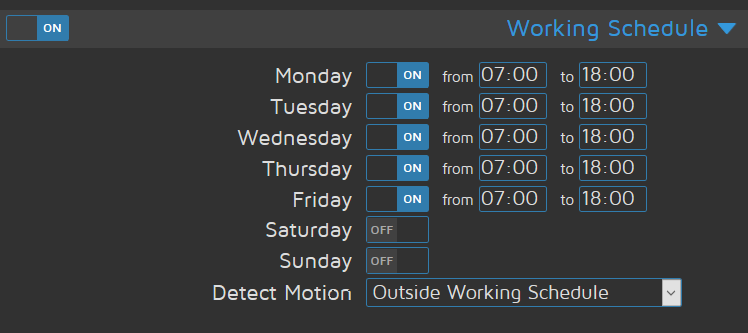 ON Working Schedule
Monday ON from 07:00 to 18:00
Tuesday ON from 07:00 to 18:00
Wednesday ON from 07:00 to 18:00
Thursday ON from 07:00 to 18:00
Friday ON from 07:00 to 18:00
Saturday OFF
Sunday OFF
Detect Motion Outside Working Schedule